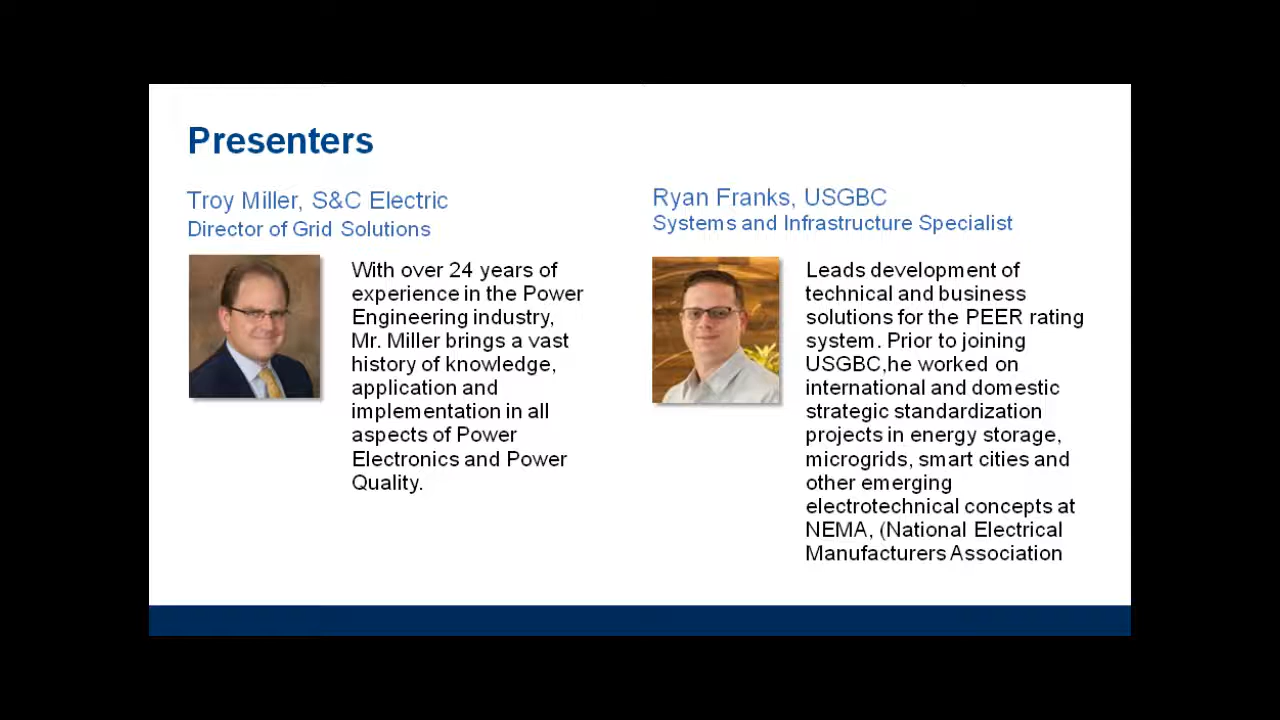 Presenters
Troy Miller, S&C Electric
Director of Grid Solutions
With over 24 years of
experience in the Power
Engineering industry,
Mr. Miller brings a vast
history of knowledge,
application and
implementation in all
aspects of Power
Electronics and Power
Quality.
Ryan Franks, USGBC
Systems and Infrastructure Specialist
Leads development of
technical and business
solutions for the PEER rating
system. Prior to joining
USGBC,he worked on
international and domestic
strategic standardization
projects in energy storage,
microgrids, smart cities and
other emerging
electrotechnical concepts at
NEMA, (National Electrical
Manufacturers Association